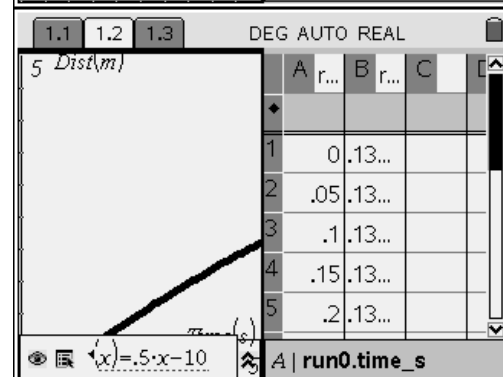 1.1 1.2 1.3 DEG AUTO REAL
5 Dist(m)
A r... B r... C D
1 0 .13...
2 .05 .13...
3 .1 .13...
4 .15 .13...
5 .2 .13...
(s)
(x)=.5·x−10
A | run0.time_s